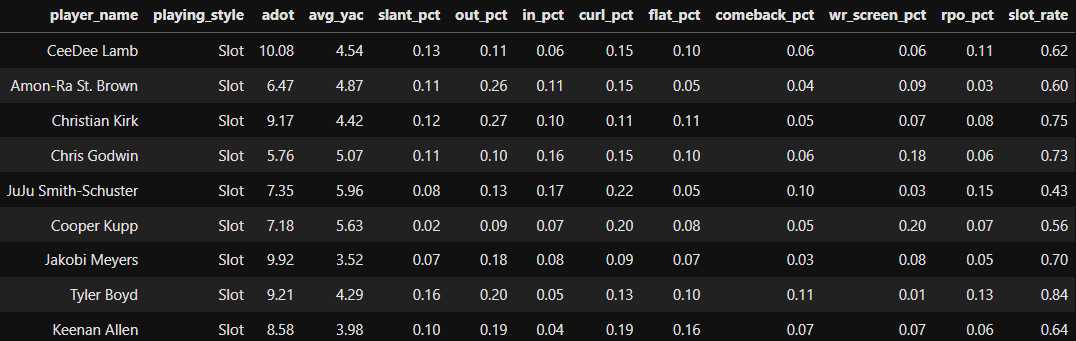 player_name playing_style adot avg_yac slant_pct out_pct in_pct curl_pct flat_pct comeback_pct wr_screen_pct rpo_pct slot_rate
CeeDee Lamb Slot 10.08 4.54 0.13 0.11 0.06 0.15 0.10 0.06 0.06 0.11 0.62
Amon-Ra St. Brown Slot 6.47 4.87 0.11 0.26 0.11 0.15 0.05 0.04 0.09 0.03 0.60
Christian Kirk Slot 9.17 4.42 0.12 0.27 0.10 0.11 0.11 0.05 0.07 0.08 0.75
Chris Godwin Slot 5.76 5.07 0.11 0.10 0.16 0.15 0.10 0.06 0.18 0.06 0.73
JuJu Smith-Schuster Slot 7.35 5.96 0.08 0.13 0.17 0.22 0.05 0.10 0.03 0.15 0.43
Cooper Kupp Slot 7.18 5.63 0.02 0.09 0.07 0.20 0.08 0.05 0.20 0.07 0.56
Jakobi Meyers Slot 9.92 3.52 0.07 0.18 0.08 0.09 0.07 0.03 0.08 0.05 0.70
Tyler Boyd Slot 9.21 4.29 0.16 0.20 0.05 0.13 0.10 0.11 0.01 0.13 0.84
Keenan Allen Slot 8.58 3.98 0.10 0.19 0.04 0.19 0.16 0.07 0.07 0.06 0.64